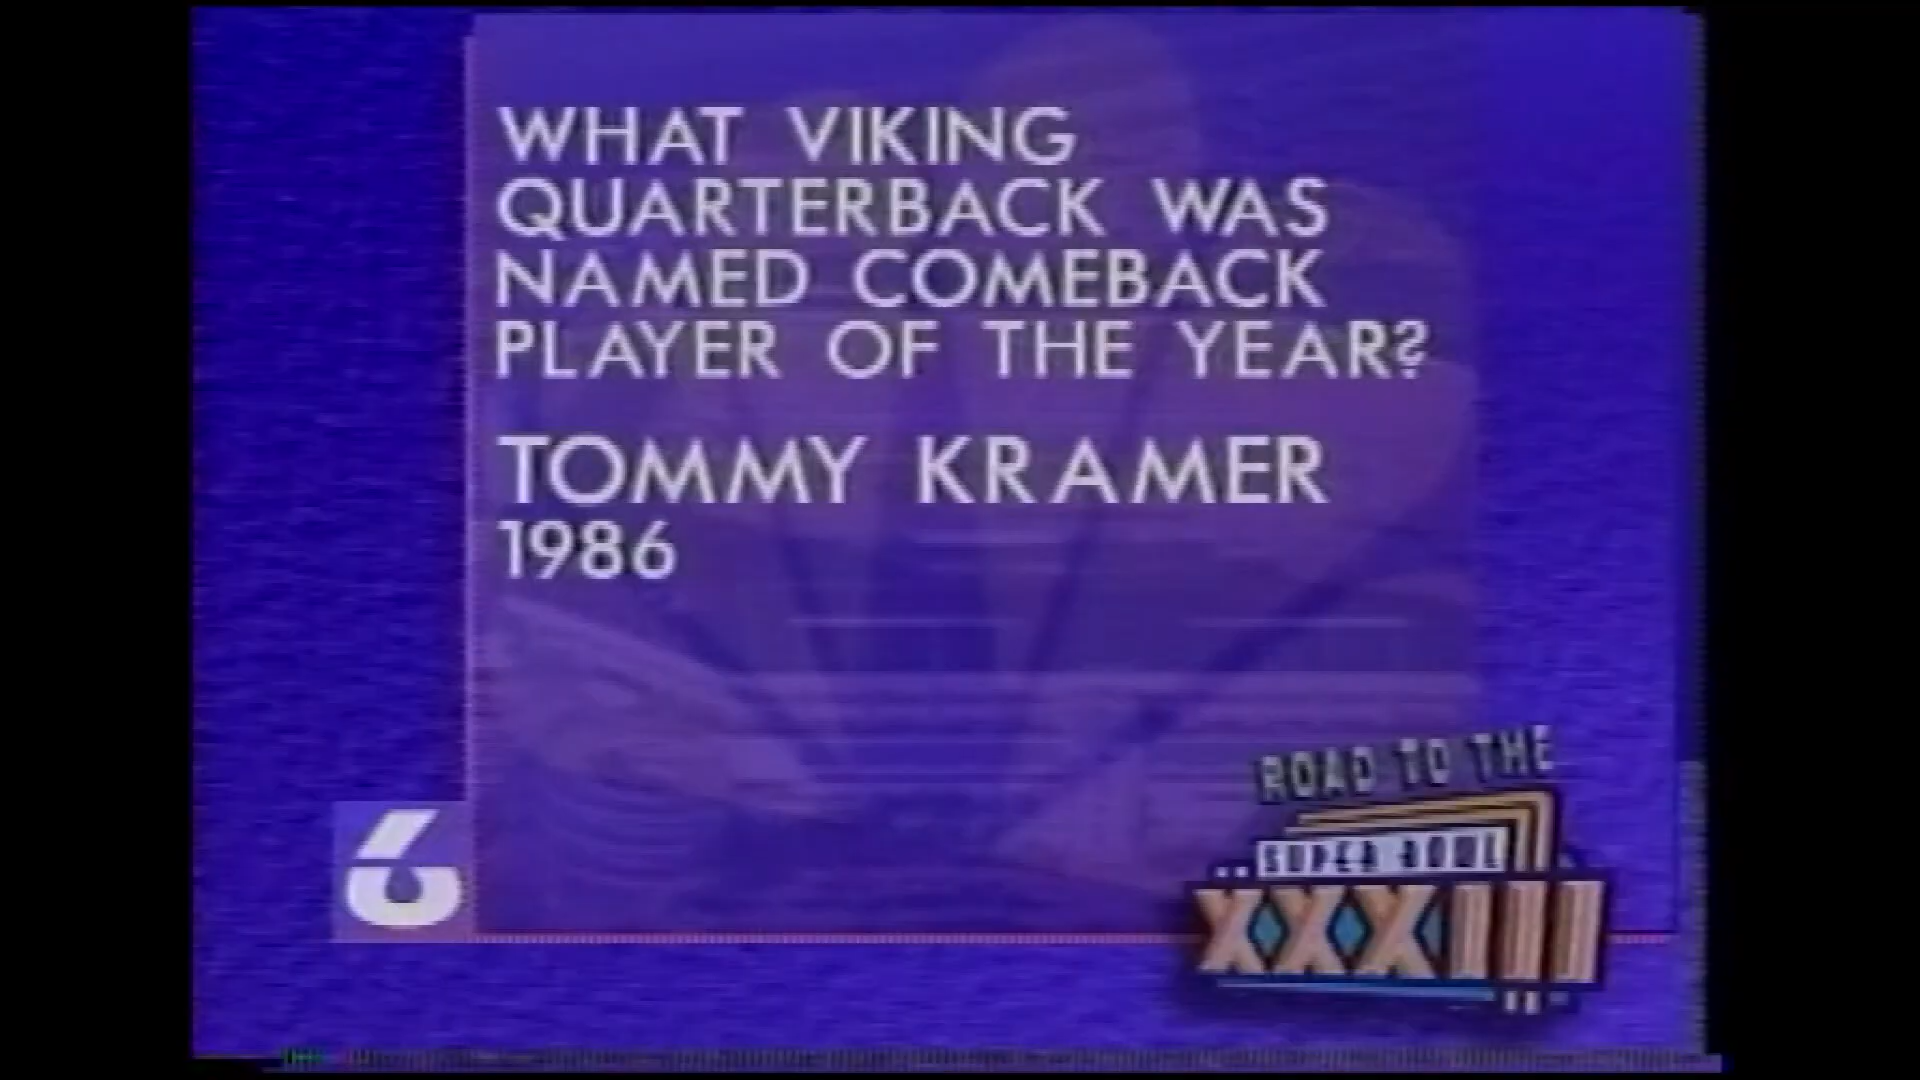 WHAT VIKING
QUARTERBACK WAS
NAMED COMEBACK
PLAYER OF THE YEAR?
TOMMY KRAMER
1986
6
ROAD TO THE
SUPER BOWL
XXXIII